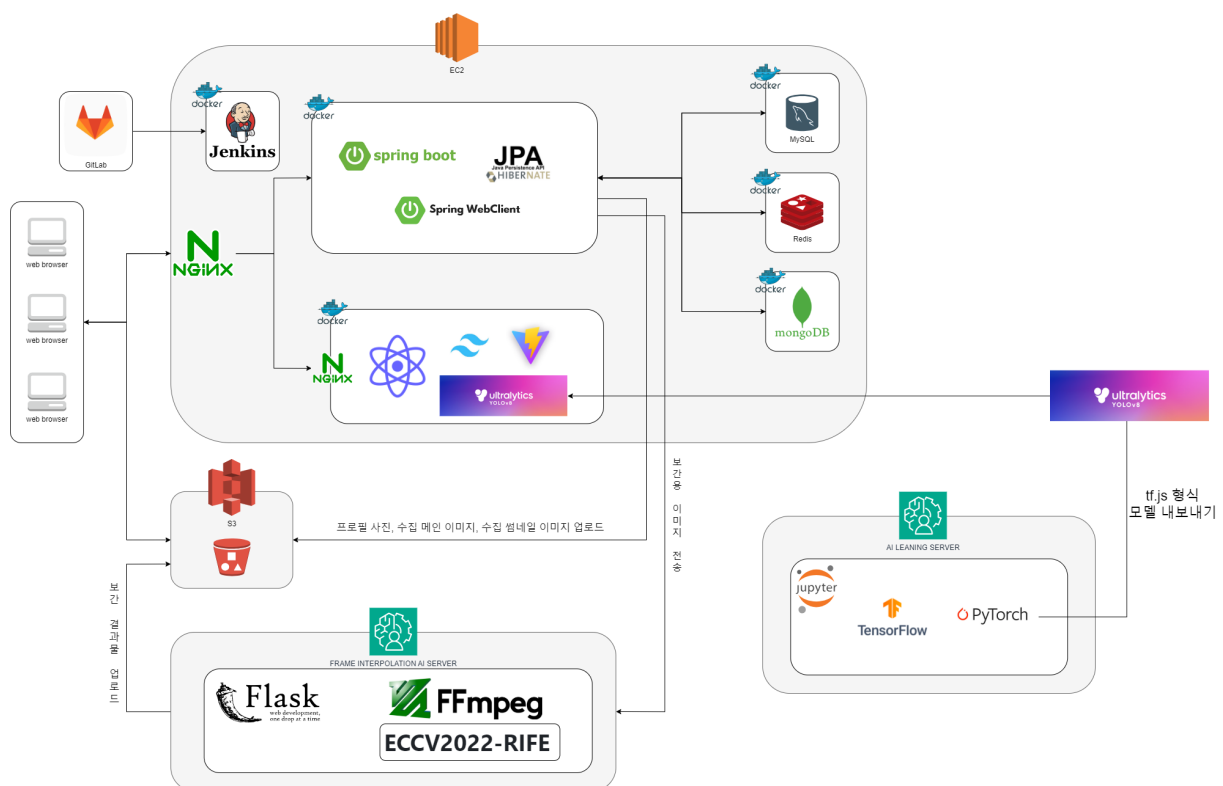 EC2
docker
docker
docker
GitLab
Jenkins
spring boot
JPA
Java Persistence API
HIBERNATE
Spring WebClient
MySQL
docker
Redis
docker
mongoDB
web browser
web browser
web browser
NGINX
docker
NGINX
ultralytics
YOLOv8
ultralytics
YOLOv8
S3
프로필 사진, 수집 메인 이미지, 수집 썸네일 이미지 업로드
보간용 이미지 전송
tf.js 형식
모델 내보내기
AI LEANING SERVER
jupyter
TensorFlow
PyTorch
보간 결과물 업로드
FRAME INTERPOLATION AI SERVER
Flask
web development,
one drop at a time
FFmpeg
ECCV2022-RIFE